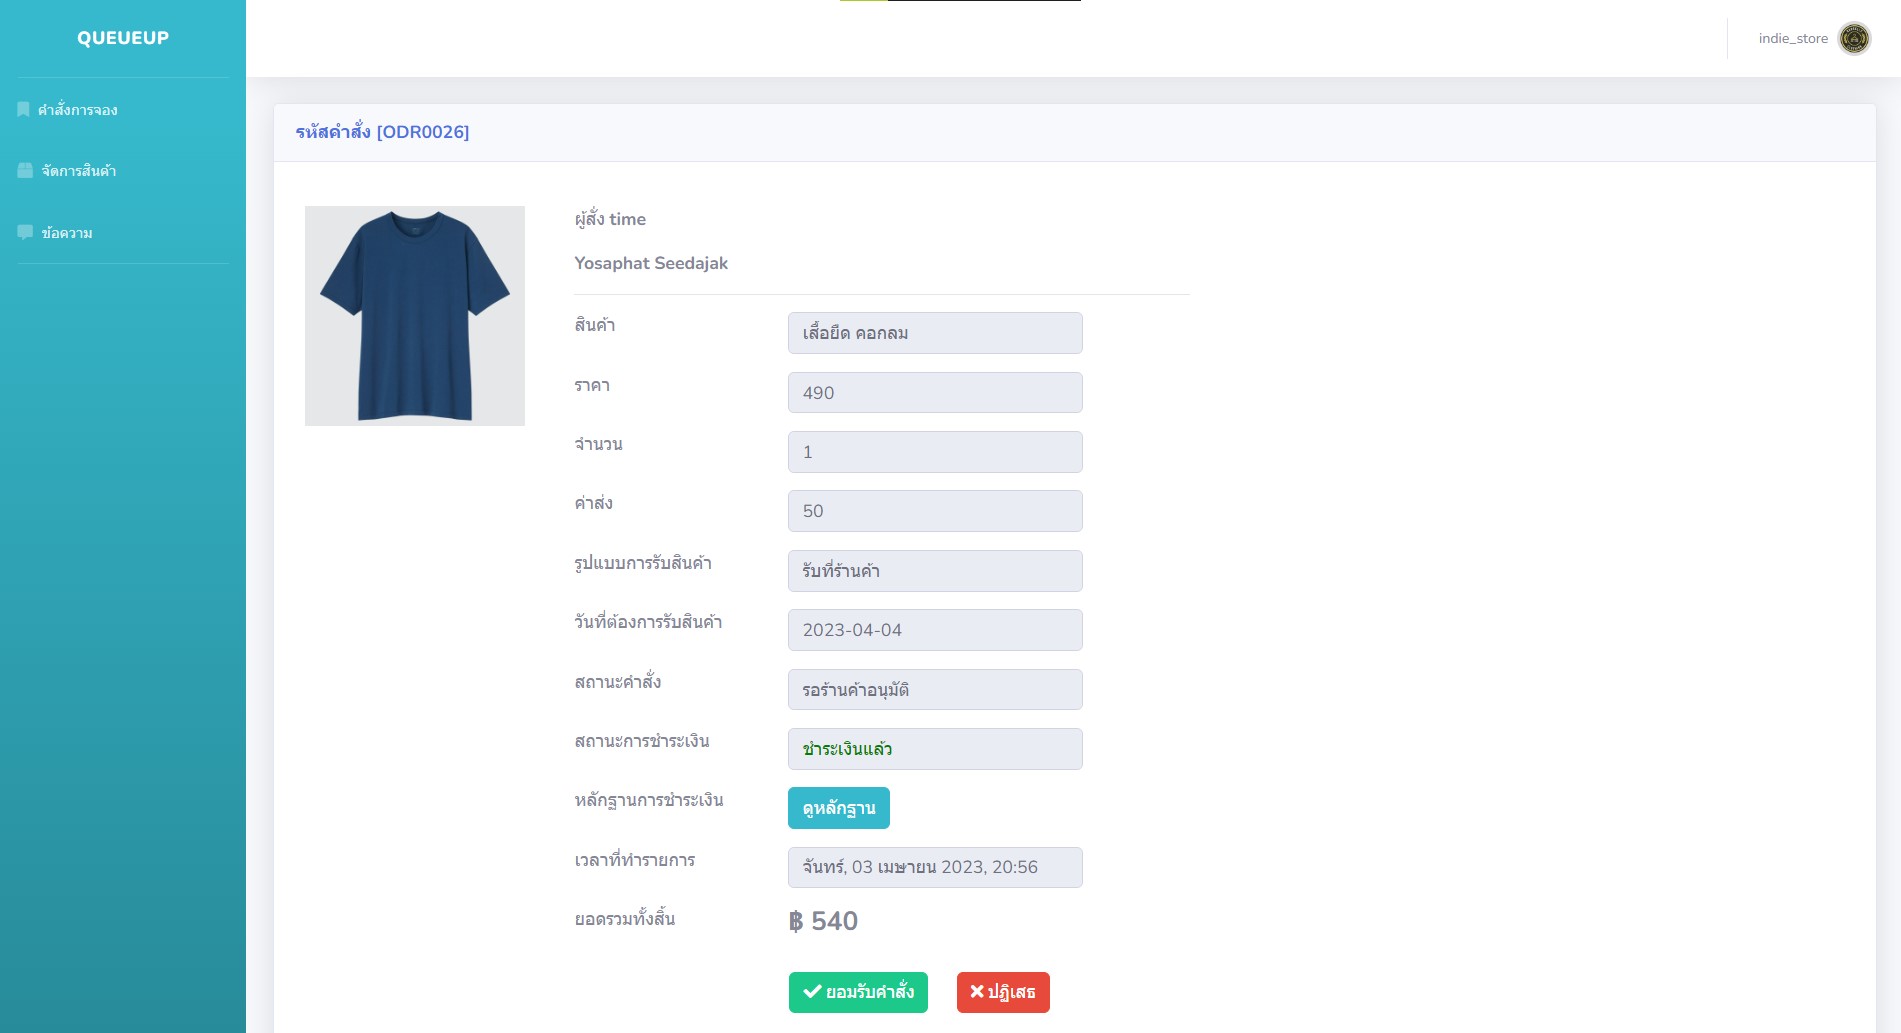 QUEUEUP
indie_store
คำสั่งการจอง
จัดการสินค้า
ข้อความ
รหัสคำสั่ง [ODR0026]
ผู้สั่ง time
Yosaphat Seedajak
สินค้า เสื้อยืด คอกลม
ราคา 490
จำนวน 1
ค่าส่ง 50
รูปแบบการรับสินค้า รับที่ร้านค้า
วันที่ต้องการรับสินค้า 2023-04-04
สถานะคำสั่ง รอร้านค้าอนุมัติ
สถานะการชำระเงิน ชำระเงินแล้ว
หลักฐานการชำระเงิน ดูหลักฐาน
เวลาที่ทำรายการ จันทร์, 03 เมษายน 2023, 20:56
ยอดรวมทั้งสิ้น ฿ 540
ยอมรับคำสั่ง ปฏิเสธ